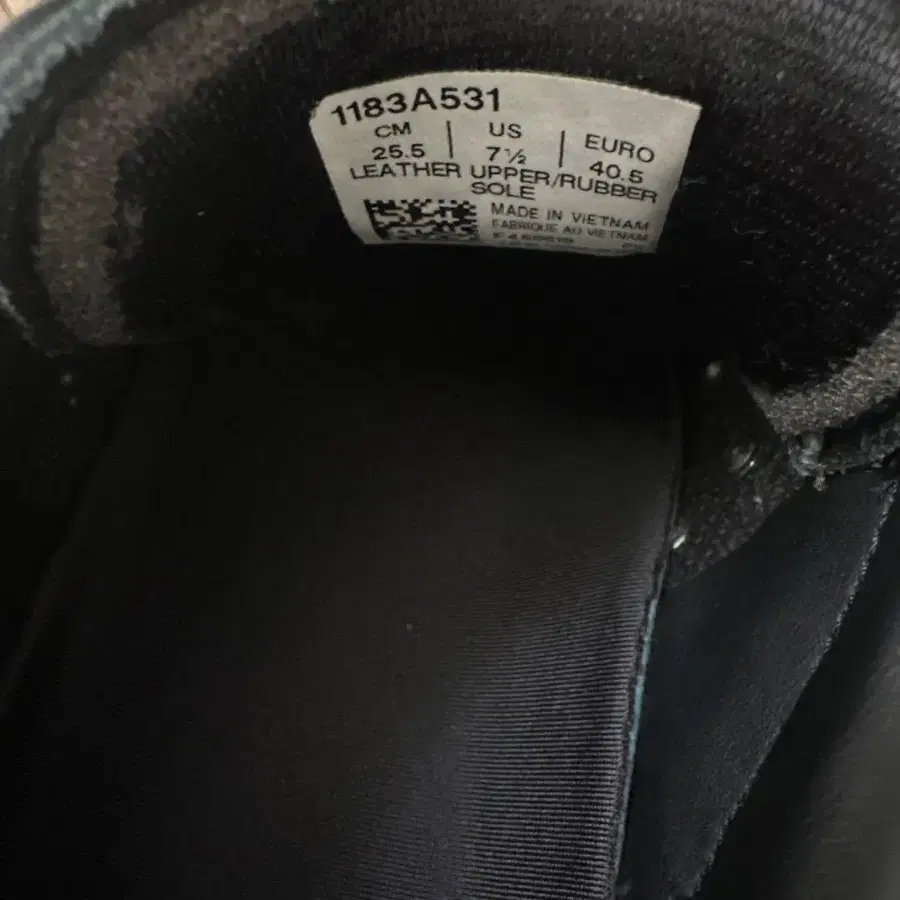 1183A531
CM | US | EURO
25.5 | 7½ | 40.5
LEATHER UPPER/RUBBER
SOLE
MADE IN VIETNAM
FABRIQUE AU VIETNAM